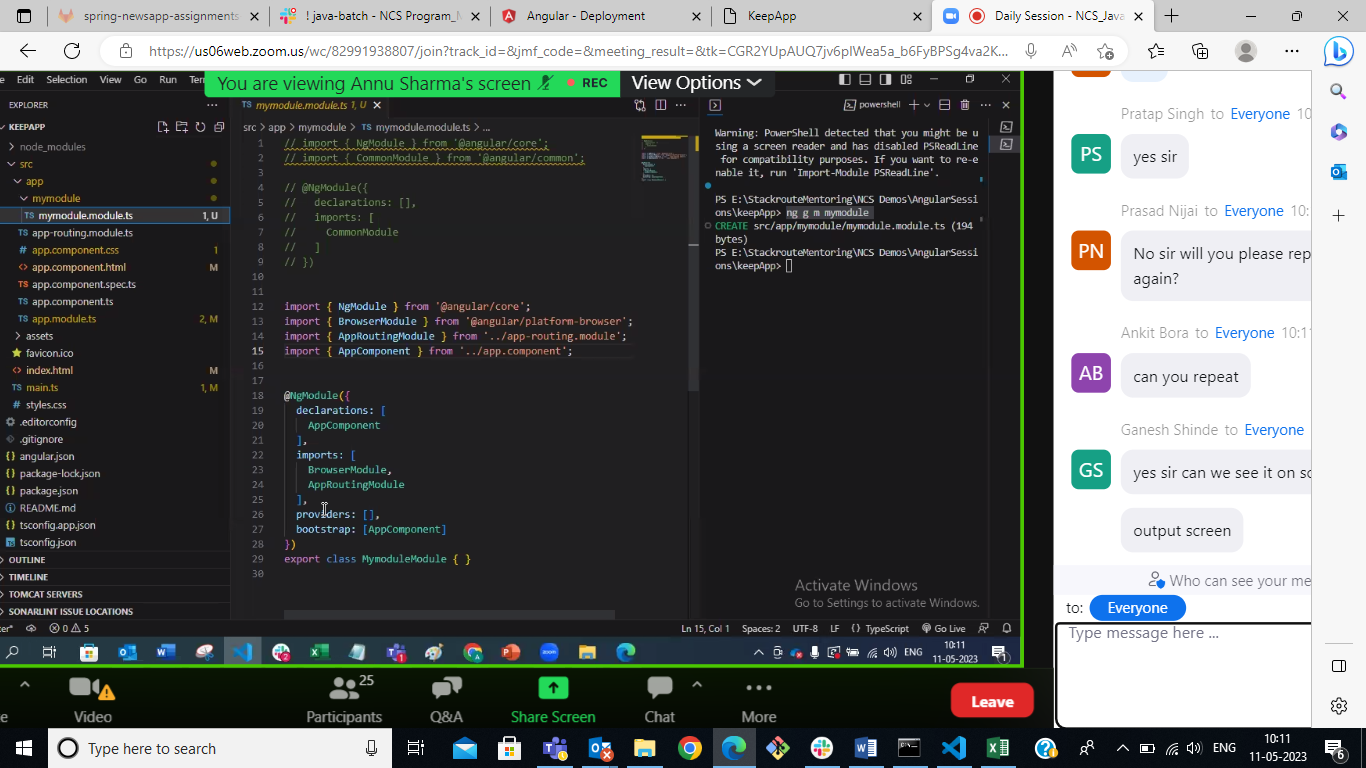 spring-newsapp-assignments
! java-batch - NCS Program_
Angular - Deployment
KeepApp
Daily Session - NCS_Java
https://us06web.zoom.us/wc/82991938807/join?track_id=&jmf_code=&meeting_result=&tk=CGR2YUpAUQ7jv6pIWea5a_b6FyBPSg4va2K...
Edit Selection View Go Run
You are viewing Annu Sharma's screen REC View Options
EXPLORER
KEEPAPP
node_modules
src
app
mymodule
mymodule.module.ts 1, U
app-routing.module.ts
app.component.css 1
app.component.html M
app.component.spec.ts
app.component.ts
app.module.ts 2, M
assets
favicon.ico
index.html M
main.ts 1, M
styles.css
.editorconfig
.gitignore
angular.json
package-lock.json
package.json
README.md
tsconfig.app.json
tsconfig.json
OUTLINE
TIMELINE
TOMCAT SERVERS
SONARLINT ISSUE LOCATIONS
mymodule.module.ts 1, U
src > app > mymodule > TS mymodule.module.ts > ...
1 // import { NgModule } from '@angular/core';
2 // import { CommonModule } from '@angular/common';
3
4 // @NgModule({
5 //   declarations: [],
6 //   imports: [
7 //     CommonModule
8 //   ]
9 // })
10
11
12 import { NgModule } from '@angular/core';
13 import { BrowserModule } from '@angular/platform-browser';
14 import { AppRoutingModule } from '../app-routing.module';
15 import { AppComponent } from '../app.component';
16
17
18 @NgModule({
19   declarations: [
20     AppComponent
21   ],
22   imports: [
23     BrowserModule,
24     AppRoutingModule
25   ],
26   providers: [],
27   bootstrap: [AppComponent]
28 })
29 export class MymoduleModule { }
30
powershell
Warning: PowerShell detected that you might be u
sing a screen reader and has disabled PSReadLine
 for compatibility purposes. If you want to re-e
nable it, run 'Import-Module PSReadLine'.
PS E:\StackrouteMentoring\NCS Demos\AngularSessi
ons\keepApp> ng g m mymodule
CREATE src/app/mymodule/mymodule.module.ts (194
bytes)
PS E:\StackrouteMentoring\NCS Demos\AngularSessi
ons\keepApp>
Activate Windows
Go to Settings to activate Windows.
0 5 Ln 15, Col 1 Spaces: 2 UTF-8 LF {} TypeScript Go Live
ENG 10:11
11-05-2023
Pratap Singh to Everyone 10
PS yes sir
Prasad Nijai to Everyone 10:
PN No sir will you please rep
again?
Ankit Bora to Everyone 10:1
AB can you repeat
Ganesh Shinde to Everyone
GS yes sir can we see it on sc
output screen
Who can see your me
to: Everyone
Type message here ...
Video
25
Participants
Q&A
Share Screen
Chat
More
Leave
Type here to search
ENG 10:11
11-05-2023
6